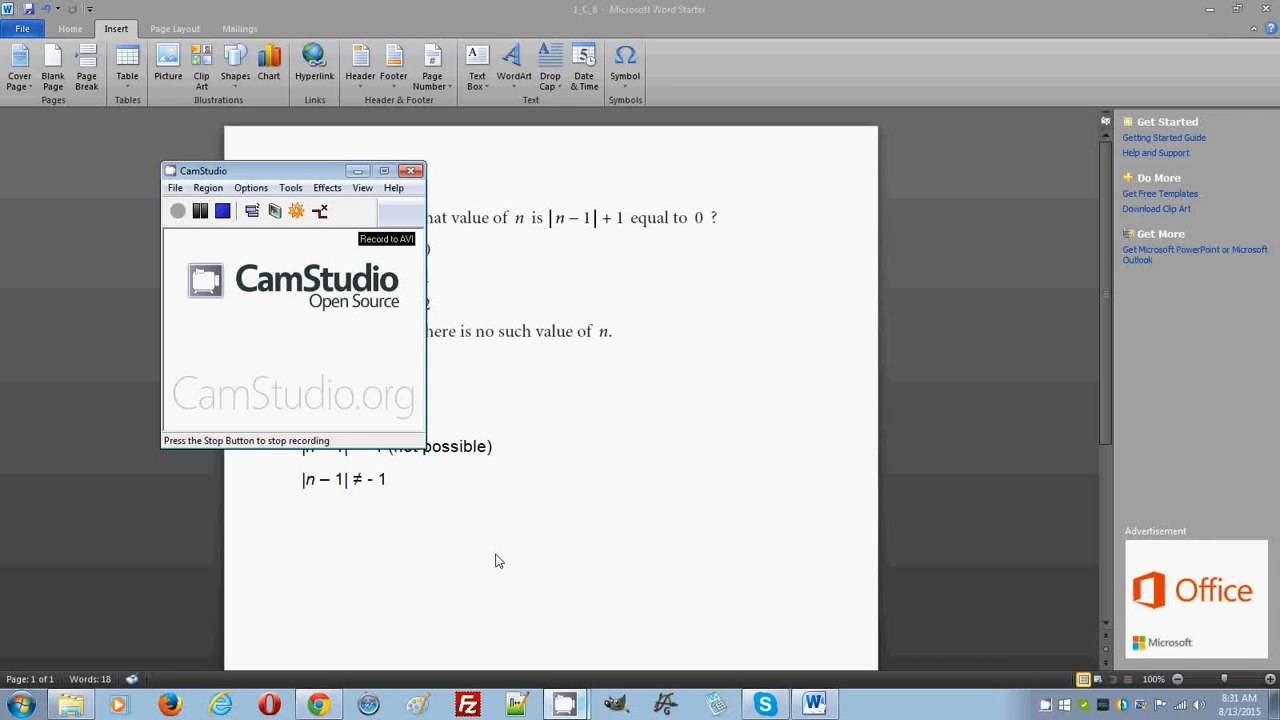 1_C_8 - Microsoft Word Starter
File Home Insert Page Layout Mailings
Cover Page Blank Page Page Break Table Picture Clip Art Shapes Chart Hyperlink Header Footer Page Number Text Box WordArt Drop Cap Date & Time Symbol
Pages Tables Illustrations Links Header & Footer Text Symbols
CamStudio
File Region Options Tools Effects View Help
Record to AVI
CamStudio
Open Source
CamStudio.org
Press the Stop Button to stop recording
hat value of n is |n − 1| + 1 equal to 0 ?
)
2
here is no such value of n.
(not possible)
|n – 1| ≠ - 1
Get Started
Getting Started Guide
Help and Support
Do More
Get Free Templates
Download Clip Art
Get More
Get Microsoft PowerPoint or Microsoft
Outlook
Advertisement
Office
Microsoft
Page: 1 of 1 Words: 18 100%
8:31 AM
8/13/2015